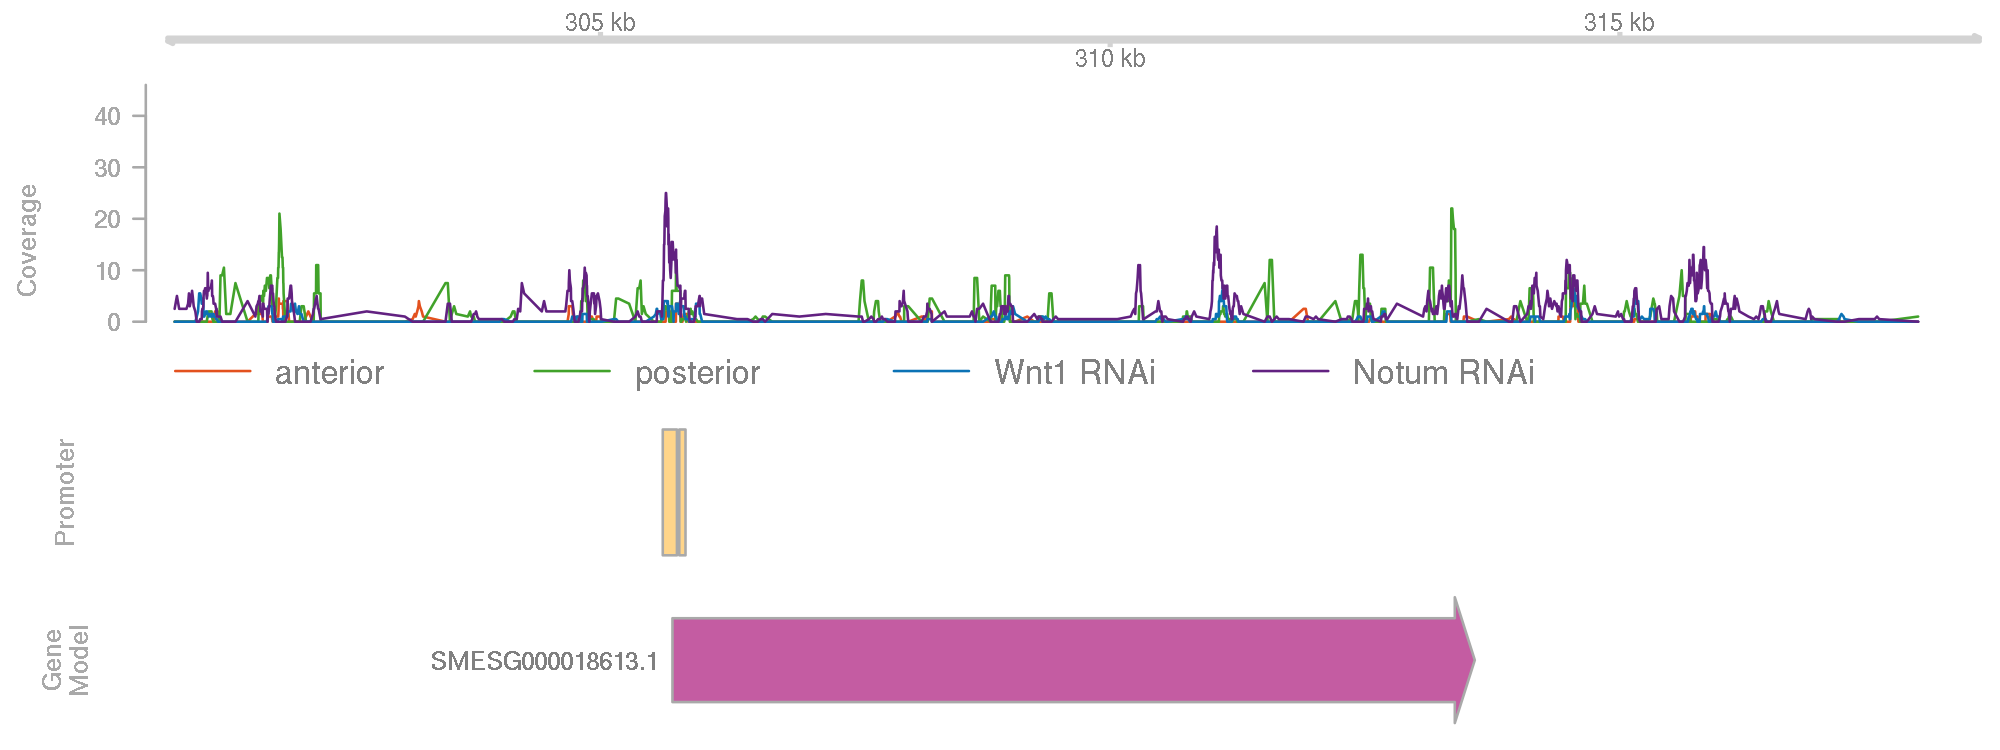 305 kb
315 kb
310 kb
Coverage
40
30
20
10
0
anterior
posterior
Wnt1 RNAi
Notum RNAi
Promoter
Gene
Model
SMESG000018613.1